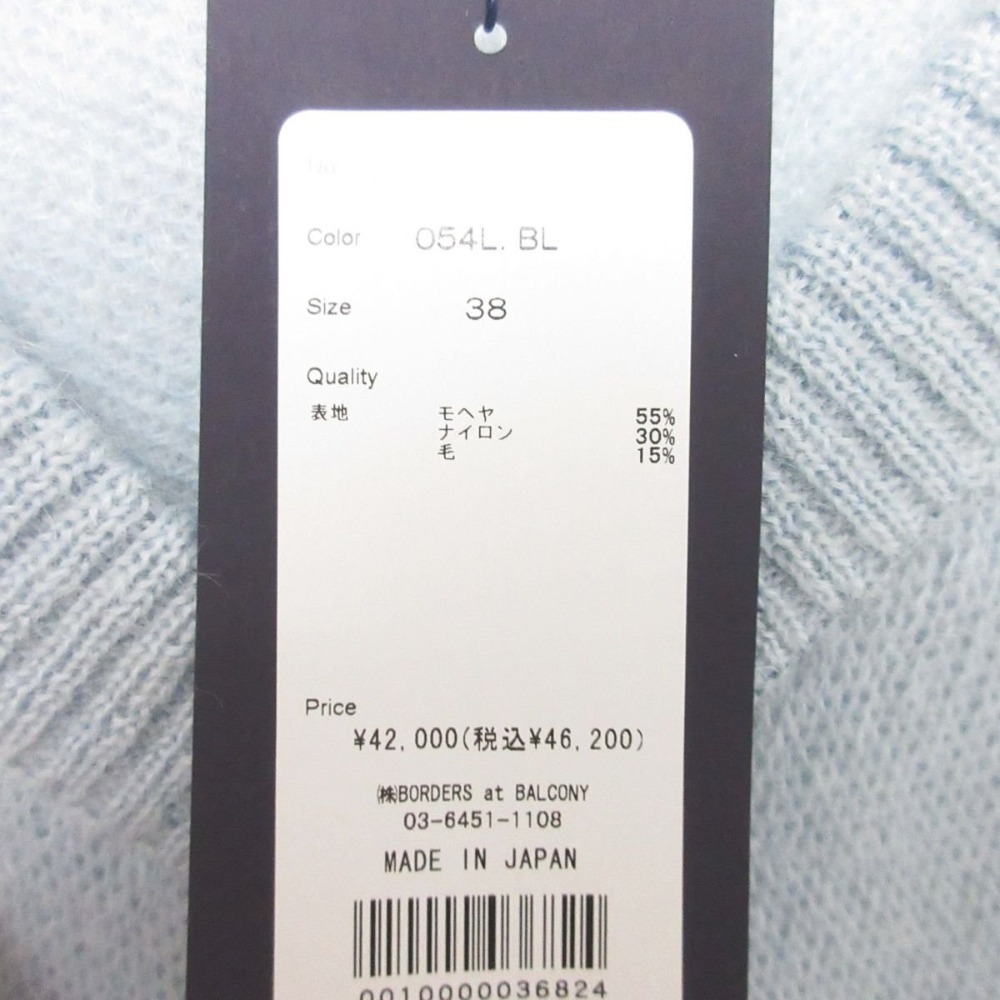 Color 054L. BL
Size 38
Quality
表地 モヘヤ 55%
ナイロン 30%
毛 15%
Price
¥42,000(税込¥46,200)
㈱BORDERS at BALCONY
03-6451-1108
MADE IN JAPAN
0010000036824